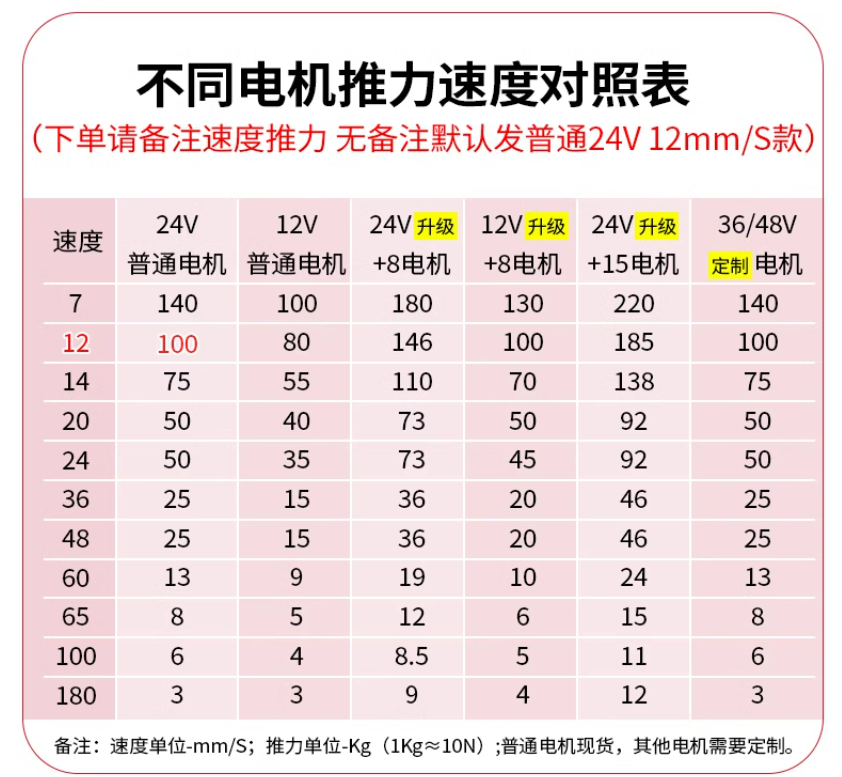 不同电机推力速度对照表
（下单请备注速度推力 无备注默认发普通24V 12mm/S款）
速度 24V 普通电机 12V 普通电机 24V 升级 +8电机 12V 升级 +8电机 24V 升级 +15电机 36/48V 定制 电机
7 140 100 180 130 220 140
12 100 80 146 100 185 100
14 75 55 110 70 138 75
20 50 40 73 50 92 50
24 50 35 73 45 92 50
36 25 15 36 20 46 25
48 25 15 36 20 46 25
60 13 9 19 10 24 13
65 8 5 12 6 15 8
100 6 4 8.5 5 11 6
180 3 3 9 4 12 3
备注：速度单位-mm/S；推力单位-Kg（1Kg≈10N）;普通电机现货，其他电机需要定制。